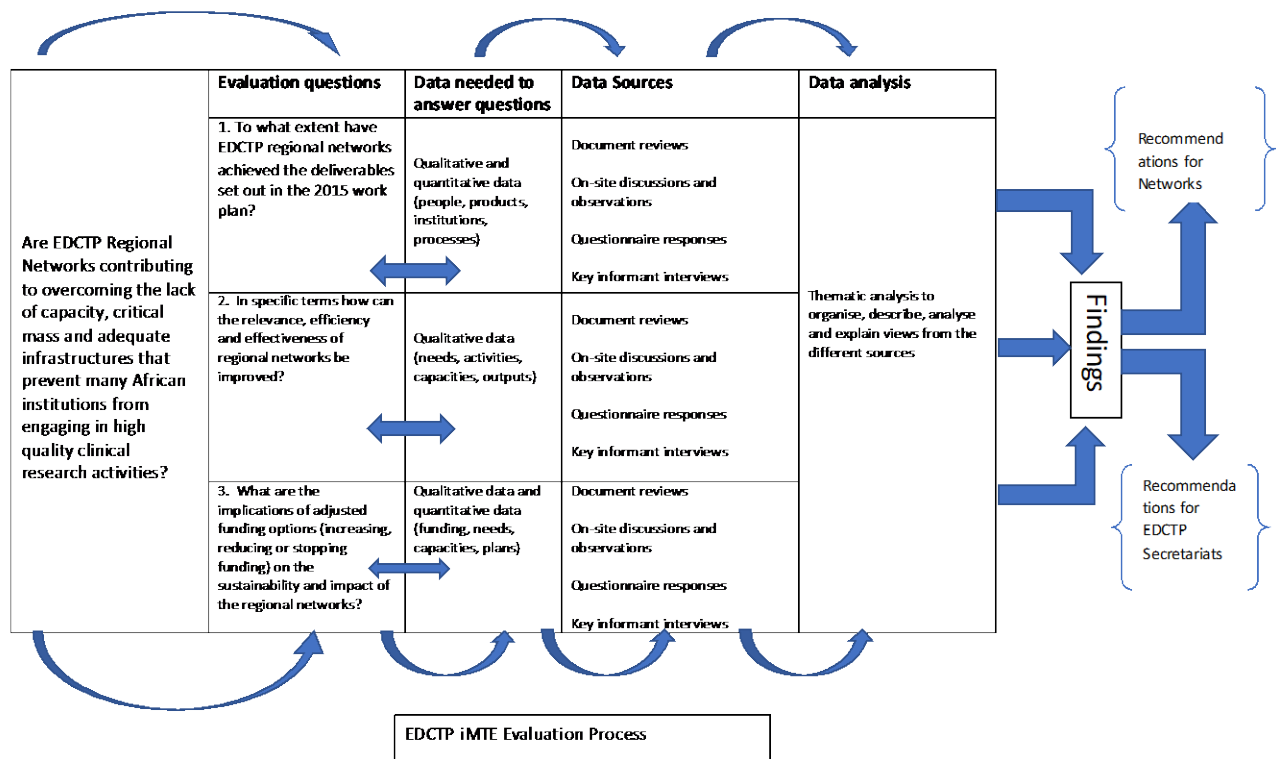 Evaluation questions
Data needed to
answer questions
Data Sources
Data analysis
Are EDCTP Regional
Networks contributing
to overcoming the lack
of capacity, critical
mass and adequate
infrastructures that
prevent many African
institutions from
engaging in high
quality clinical
research activities?
1. To what extent have
EDCTP regional networks
achieved the deliverables
set out in the 2015 work
plan?
Qualitative and
quantitative data
(people, products,
institutions,
processes)
Document reviews
On-site discussions and
observations
Questionnaire responses
Key informant interviews
2. In specific terms how can
the relevance, efficiency
and effectiveness of
regional networks be
improved?
Qualitative data
(needs, activities,
capacities, outputs)
Document reviews
On-site discussions and
observations
Questionnaire responses
Key informant interviews
3. What are the
implications of adjusted
funding options (increasing,
reducing or stopping
funding) on the
sustainability and impact of
the regional networks?
Qualitative data and
quantitative data
(funding, needs,
capacities, plans)
Document reviews
On-site discussions and
observations
Questionnaire responses
Key informant interviews
Thematic analysis to
organise, describe, analyse
and explain views from the
different sources
Findings
Recommend
ations for
Networks
Recommenda
tions for
EDCTP
Secretariats
EDCTP iMTE Evaluation Process